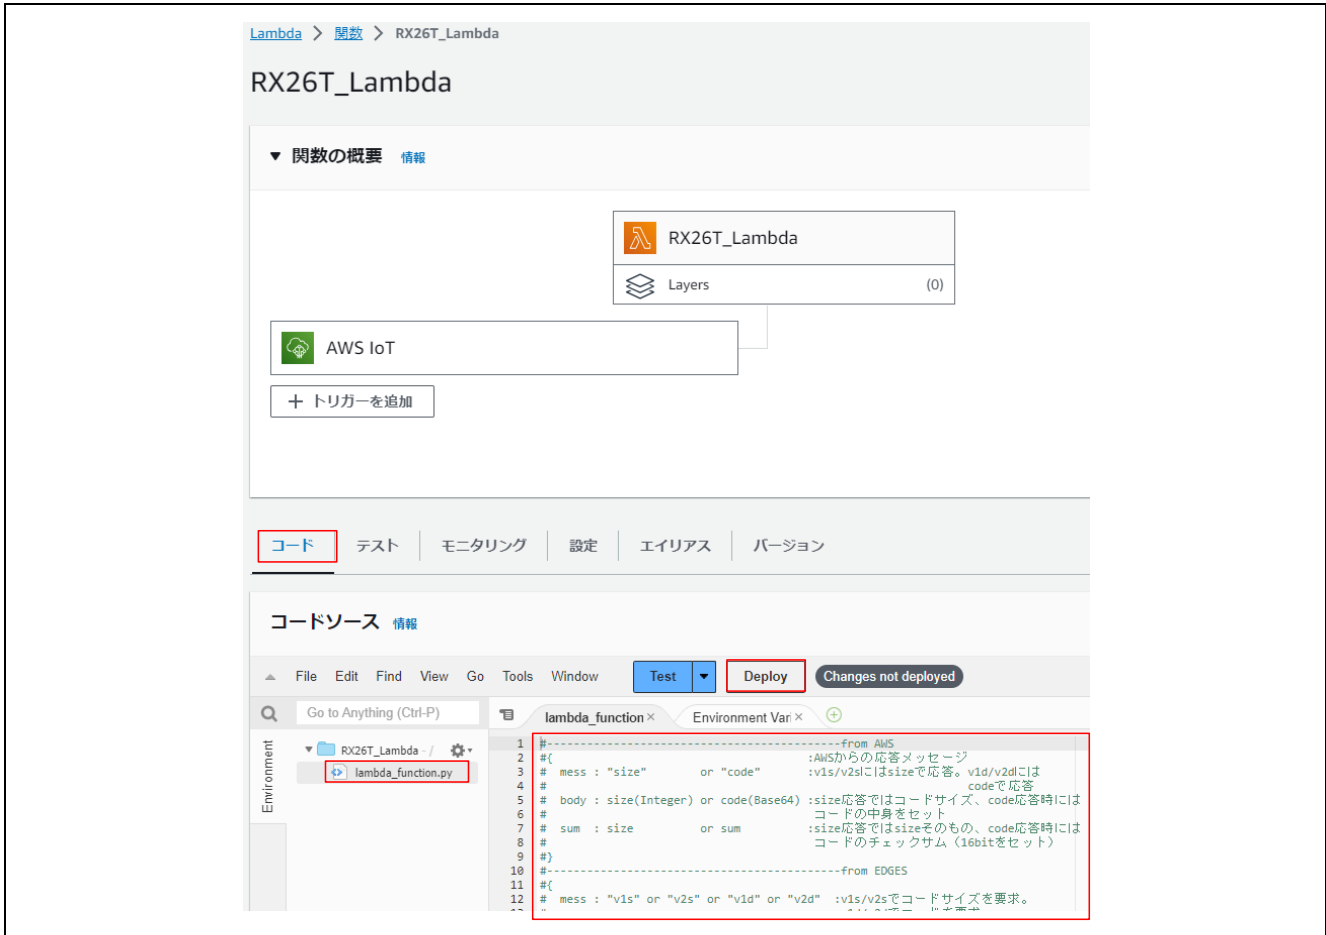 Lambda > 関数 > RX26T_Lambda
RX26T_Lambda
▼ 関数の概要 情報
RX26T_Lambda
Layers (0)
AWS IoT
＋ トリガーを追加
コード テスト モニタリング 設定 エイリアス バージョン
コードソース 情報
File Edit Find View Go Tools Window Test Deploy Changes not deployed
Go to Anything (Ctrl-P) lambda_function × Environment Vari ×
Environment
RX26T_Lambda - /
lambda_function.py
1 #--------------------------------------------from AWS
2 #{ :AWSからの応答メッセージ
3 # mess : "size" or "code" :v1s/v2sにはsizeで応答。v1d/v2dには
4 # codeで応答
5 # body : size(Integer) or code(Base64) :size応答ではコードサイズ、code応答時には
6 # コードの中身をセット
7 # sum : size or sum :size応答ではsizeそのもの、code応答時には
8 # コードのチェックサム（16bitをセット）
9 #}
10 #--------------------------------------------from EDGES
11 #{
12 # mess : "v1s" or "v2s" or "v1d" or "v2d" :v1s/v2sでコードサイズを要求。